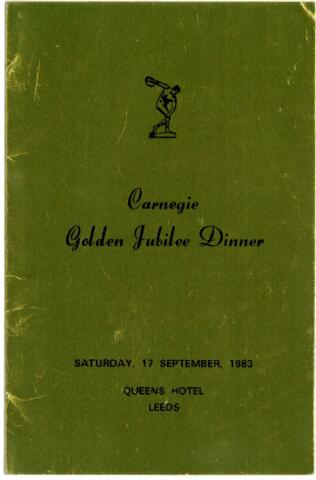 Carnegie
Golden Jubilee Dinner
SATURDAY, 17 SEPTEMBER, 1983
QUEENS HOTEL
LEEDS